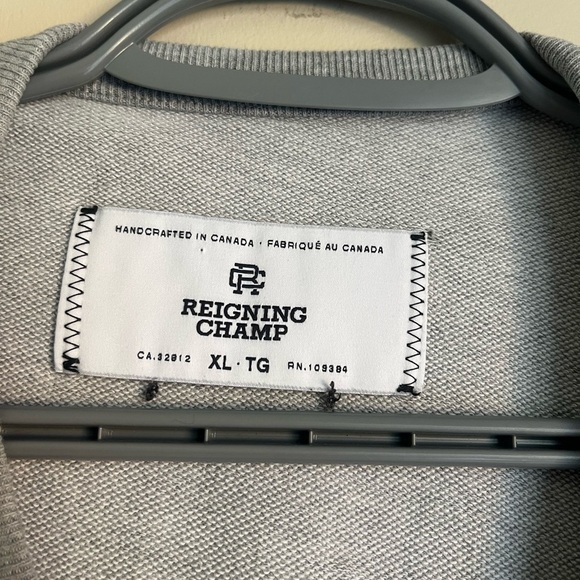 HANDCRAFTED IN CANADA · FABRIQUÉ AU CANADA
RC
REIGNING
CHAMP
CA.32912 XL · TG RN.109384